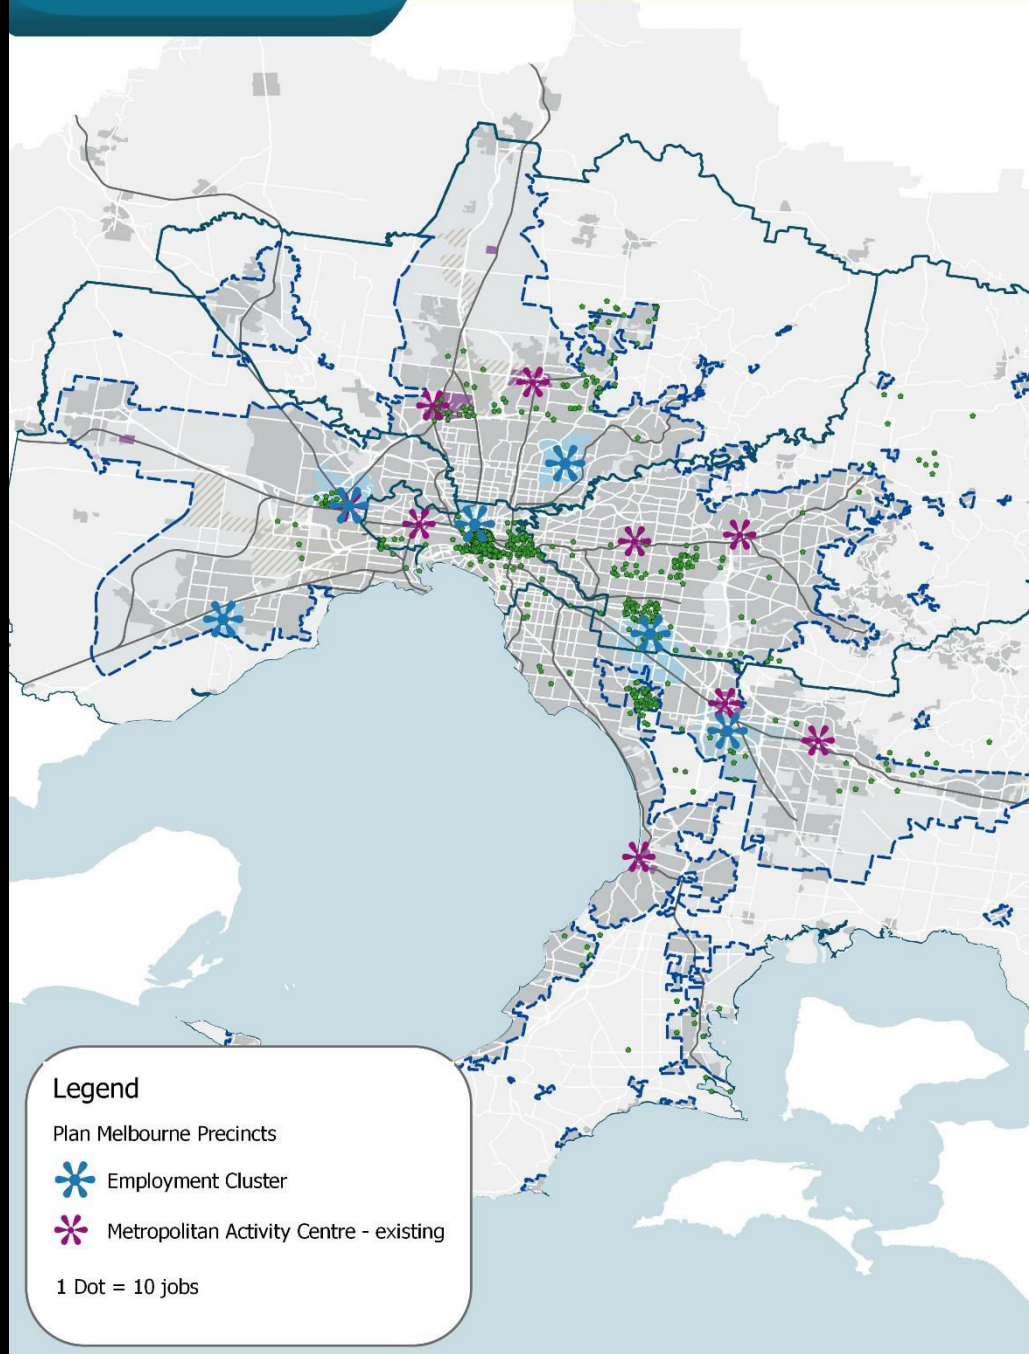 Legend
Plan Melbourne Precincts
Employment Cluster
Metropolitan Activity Centre - existing
1 Dot = 10 jobs